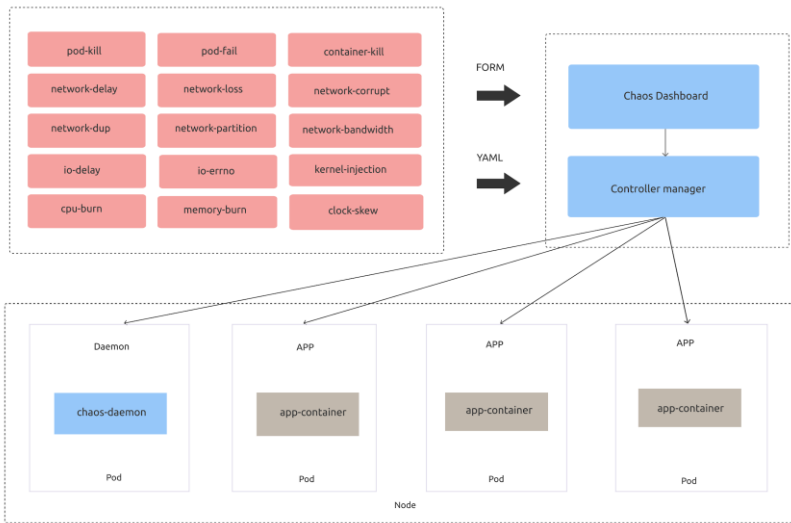 pod-kill
pod-fail
container-kill
network-delay
network-loss
network-corrupt
network-dup
network-partition
network-bandwidth
io-delay
io-errno
kernel-injection
cpu-burn
memory-burn
clock-skew
FORM
YAML
Chaos Dashboard
Controller manager
Daemon
chaos-daemon
Pod
APP
app-container
Pod
APP
app-container
Pod
APP
app-container
Pod
Node